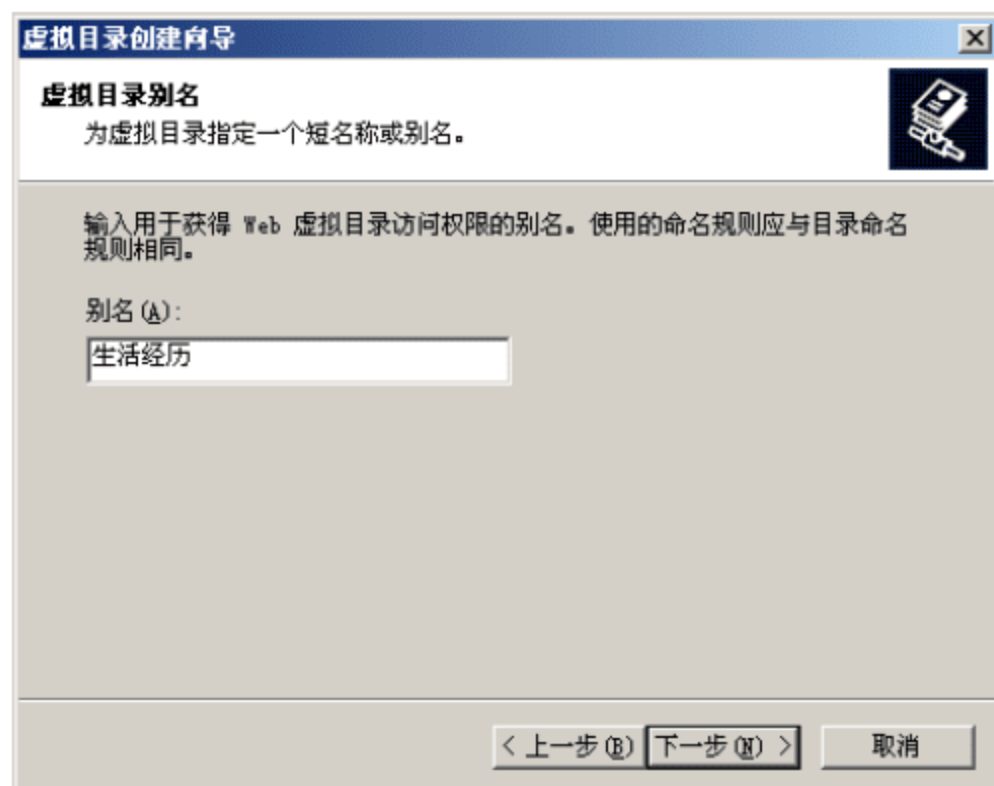 虚拟目录创建向导
虚拟目录别名
为虚拟目录指定一个短名称或别名。
输入用于获得 Web 虚拟目录访问权限的别名。使用的命名规则应与目录命名
规则相同。
别名(A):
生活经历
< 上一步(B) 下一步(N) > 取消